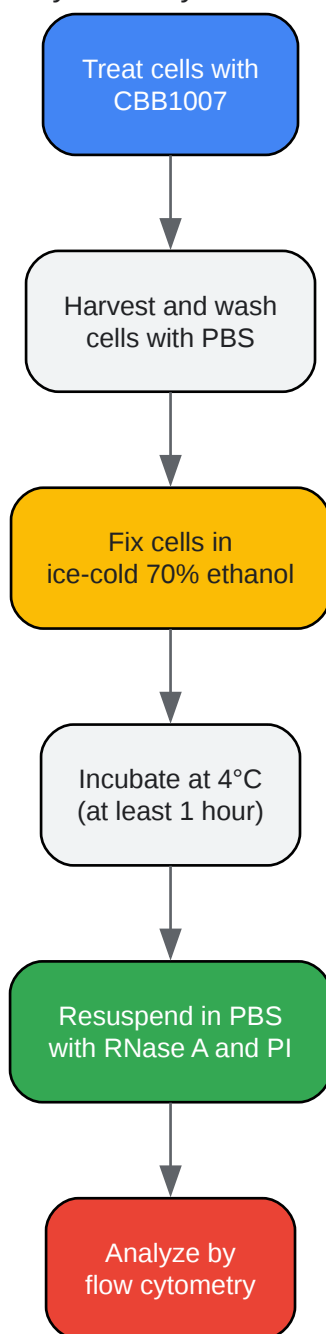 Treat cells with
CBB1007
Harvest and wash
cells with PBS
Fix cells in
ice-cold 70% ethanol
Incubate at 4°C
(at least 1 hour)
Resuspend in PBS
with RNase A and PI
Analyze by
flow cytometry